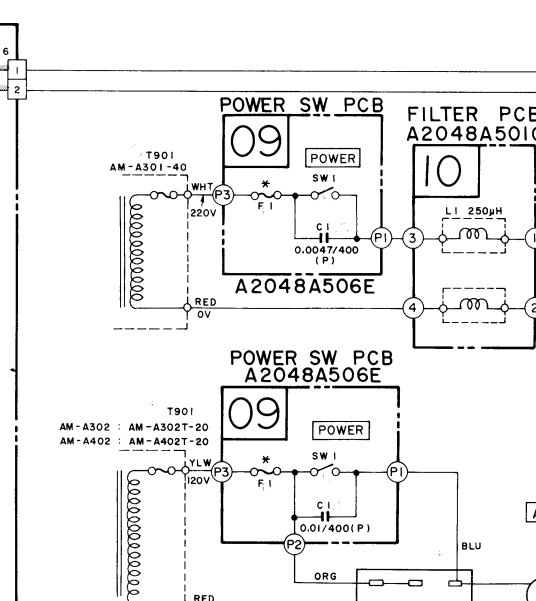 6
1
2
POWER SW PCB
FILTER PCB
A2048A501
09
10
T901
AM-A301-40
POWER
SW1
WHT
P3
*
F1
220V
L1 250μH
C1
0.0047/400
(P)
P1
3
1
A2048A506E
RED
0V
4
2
POWER SW PCB
A2048A506E
09
T901
AM-A302 : AM-A302T-20
AM-A402 : AM-A402T-20
POWER
SW1
YLW
P3
*
F1
P1
120V
C1
0.01/400(P)
P2
BLU
ORG
RED